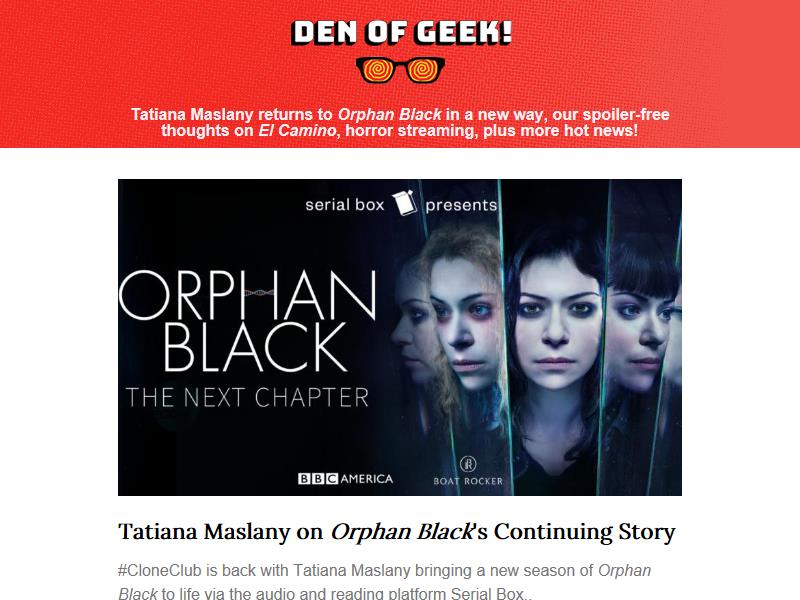 DEN OF GEEK!
Tatiana Maslany returns to Orphan Black in a new way, our spoiler-free
thoughts on El Camino, horror streaming, plus more hot news!
serial box presents
ORPHAN
BLACK
THE NEXT CHAPTER
BBC AMERICA
BOAT ROCKER
Tatiana Maslany on Orphan Black's Continuing Story
#CloneClub is back with Tatiana Maslany bringing a new season of Orphan
Black to life via the audio and reading platform Serial Box..